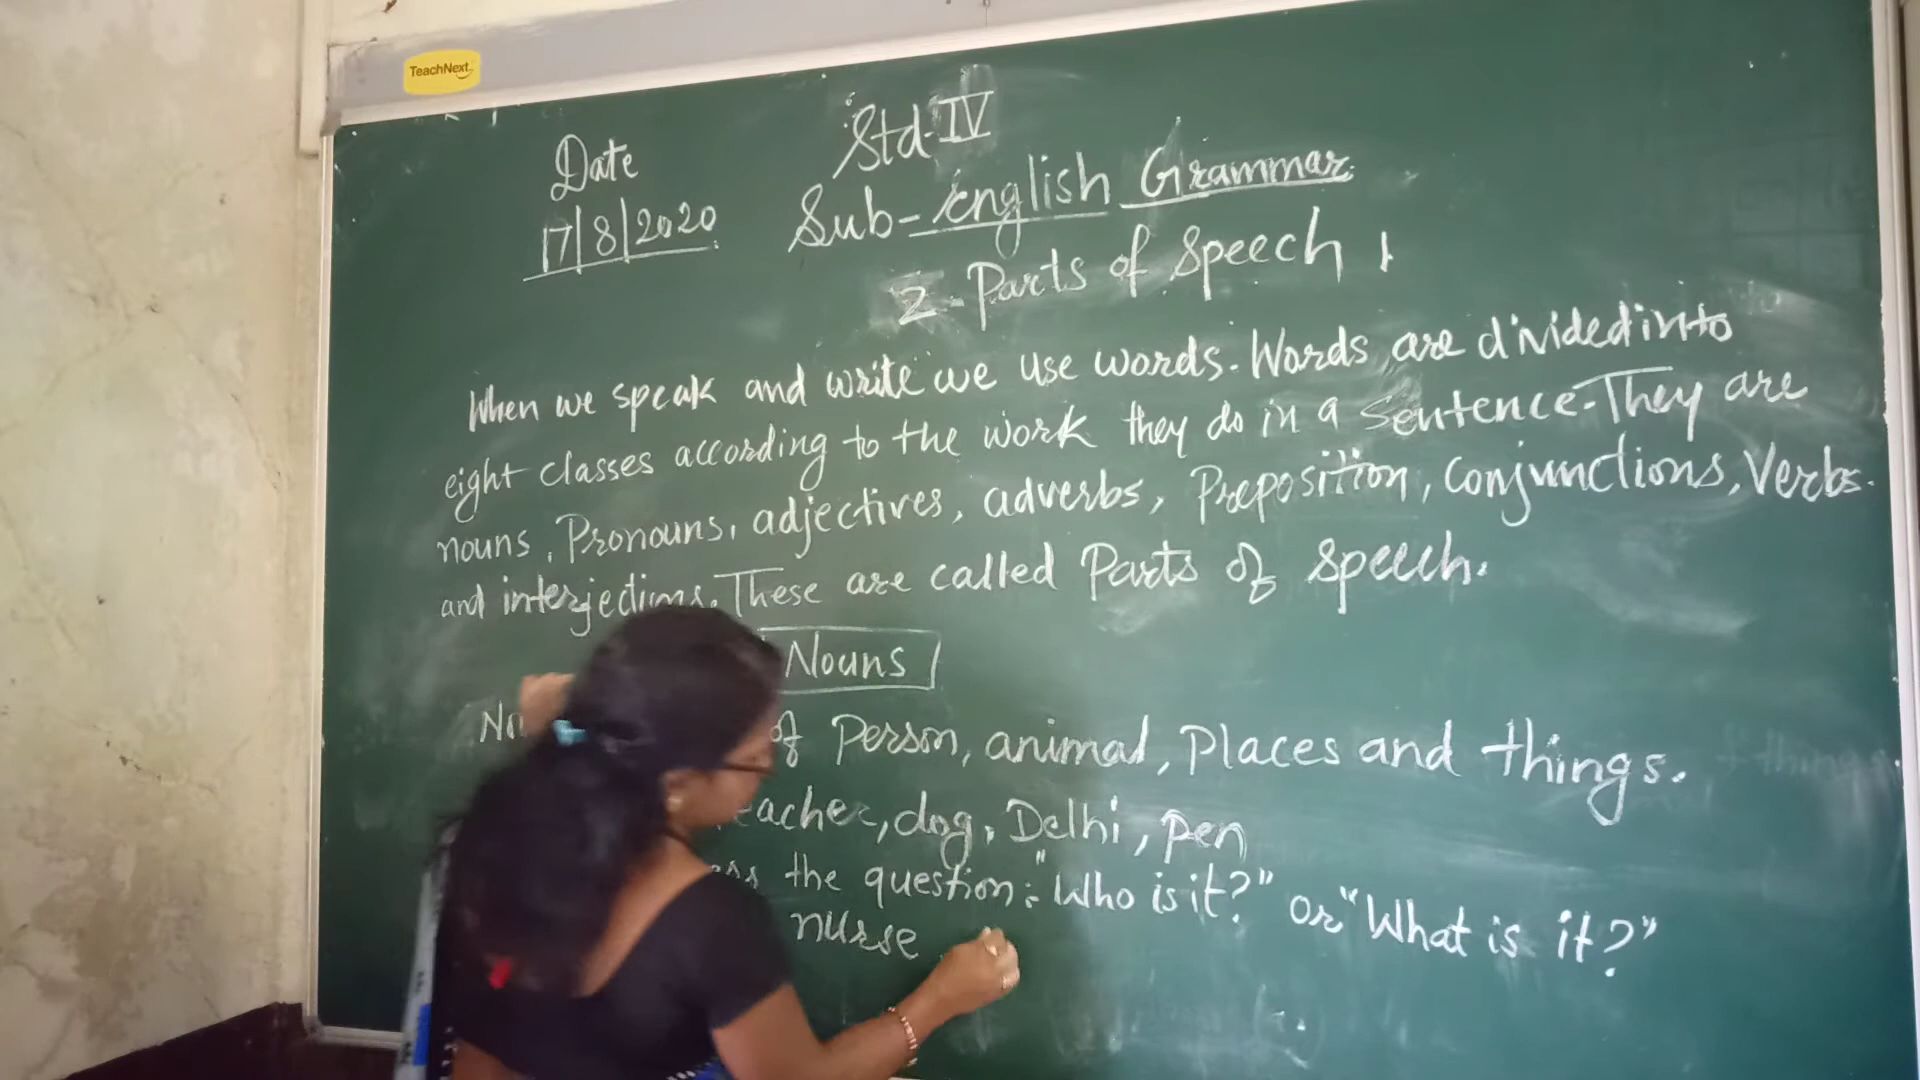 TeachNext
Date
17/8/2020
Std-IV
Sub-English Grammar
2-Parts of Speech
When we speak and write we use words. Words are divided into
eight classes according to the work they do in a Sentence. They are
nouns, Pronouns, adjectives, adverbs, Preposition, Conjunctions, Verbs.
and interjections. These are called Parts of Speech.
Nouns
of Person, animal, Places and things.
dog, Delhi, pen
the question:- "Who is it?" or "What is it?"
nurse